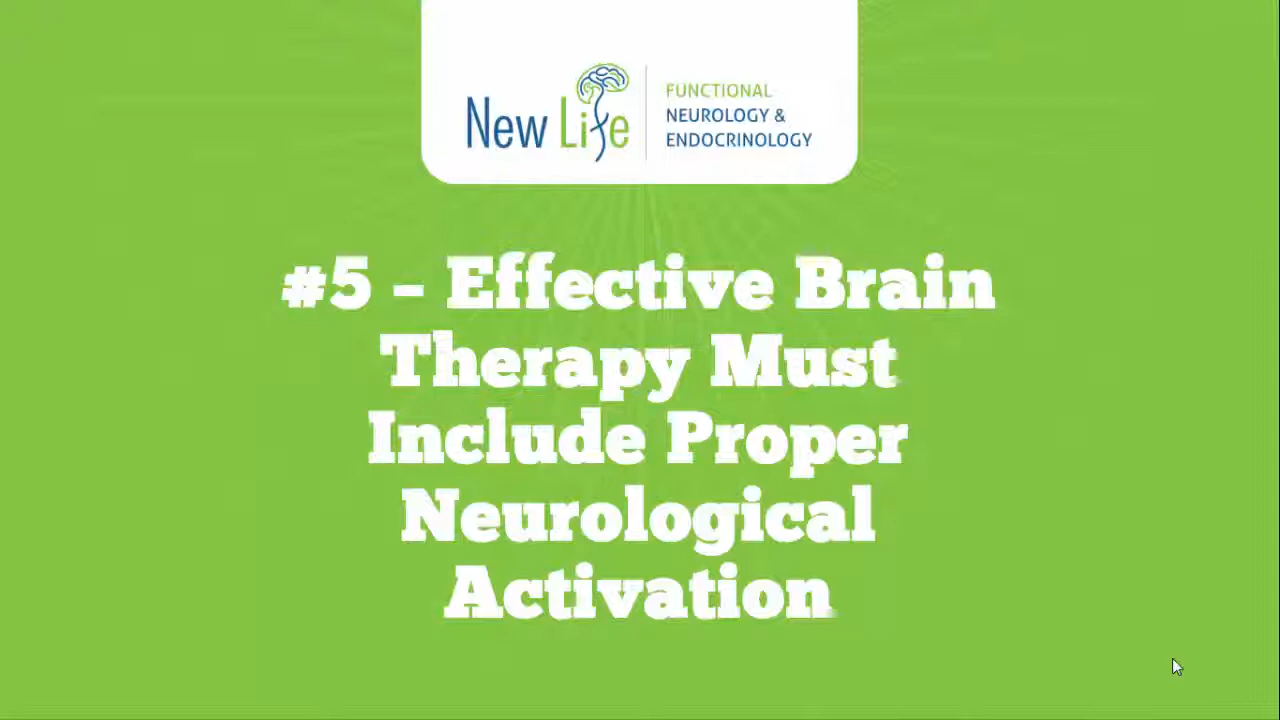 New Life
FUNCTIONAL
NEUROLOGY &
ENDOCRINOLOGY
#5 – Effective Brain
Therapy Must
Include Proper
Neurological
Activation